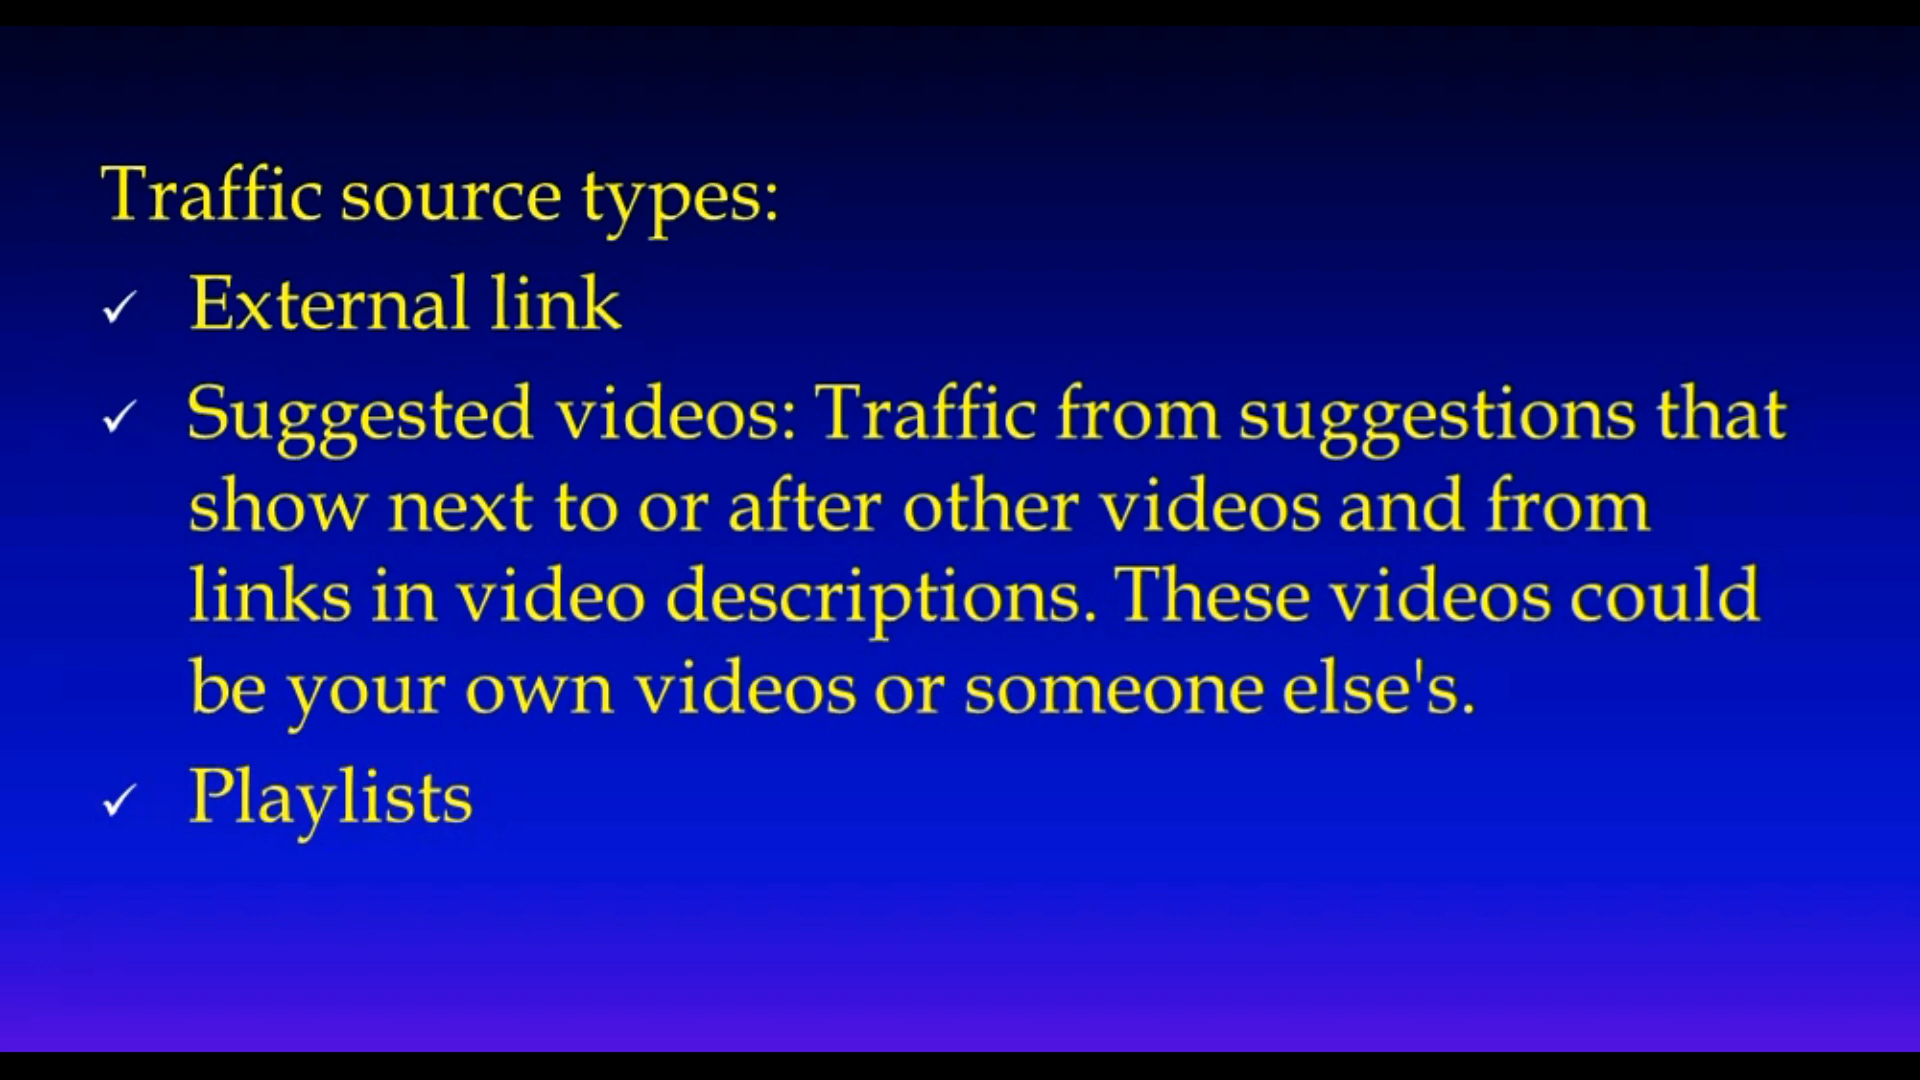 Traffic source types:
✓ External link
✓ Suggested videos: Traffic from suggestions that
show next to or after other videos and from
links in video descriptions. These videos could
be your own videos or someone else's.
✓ Playlists